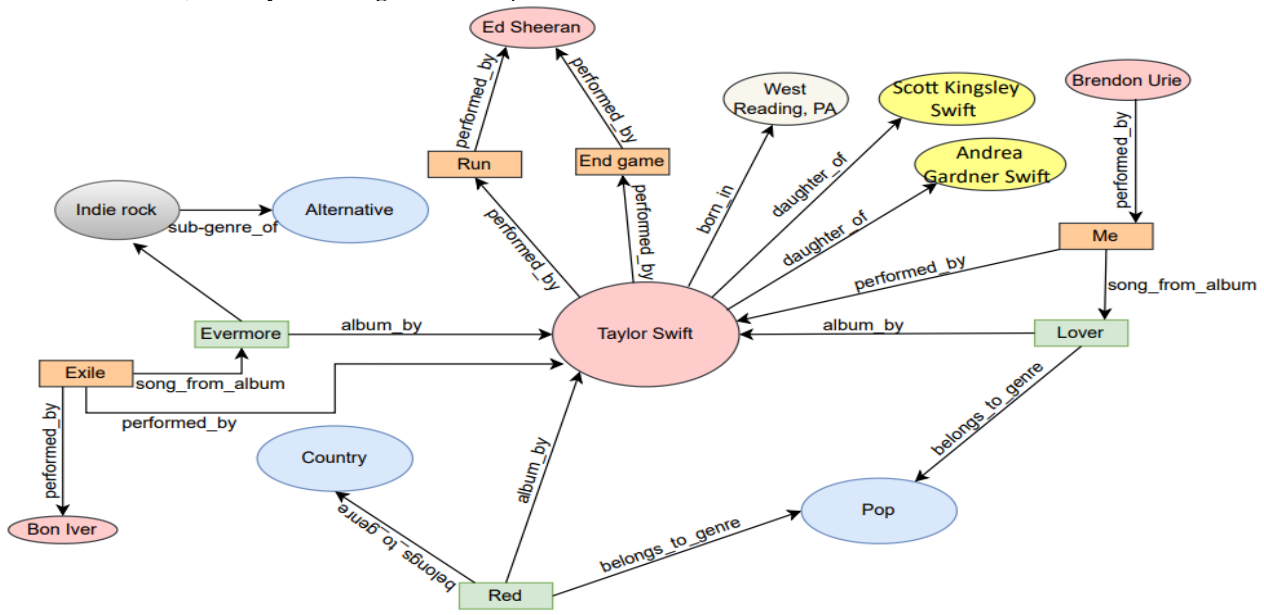 Ed Sheeran
performed_by
performed_by
West
Reading, PA
Scott Kingsley
Swift
Brendon Urie
performed_by
Run
End game
Andrea
Gardner Swift
Indie rock
sub-genre_of
Alternative
performed_by
performed_by
born_in
daughter_of
daughter_of
Me
performed_by
song_from_album
Evermore
album_by
Taylor Swift
album_by
Lover
Exile
song_from_album
performed_by
performed_by
belongs_to_genre
Country
album_by
Pop
Bon Iver
belongs_to_genre
belongs_to_genre
Red